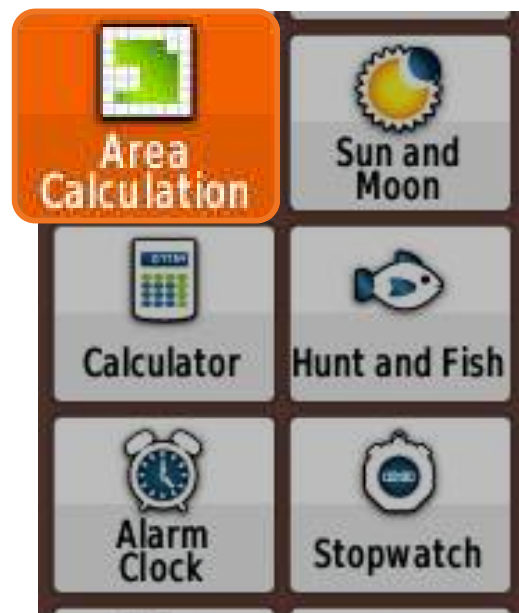 Area
Calculation
Sun and
Moon
Calculator
Hunt and Fish
Alarm
Clock
Stopwatch